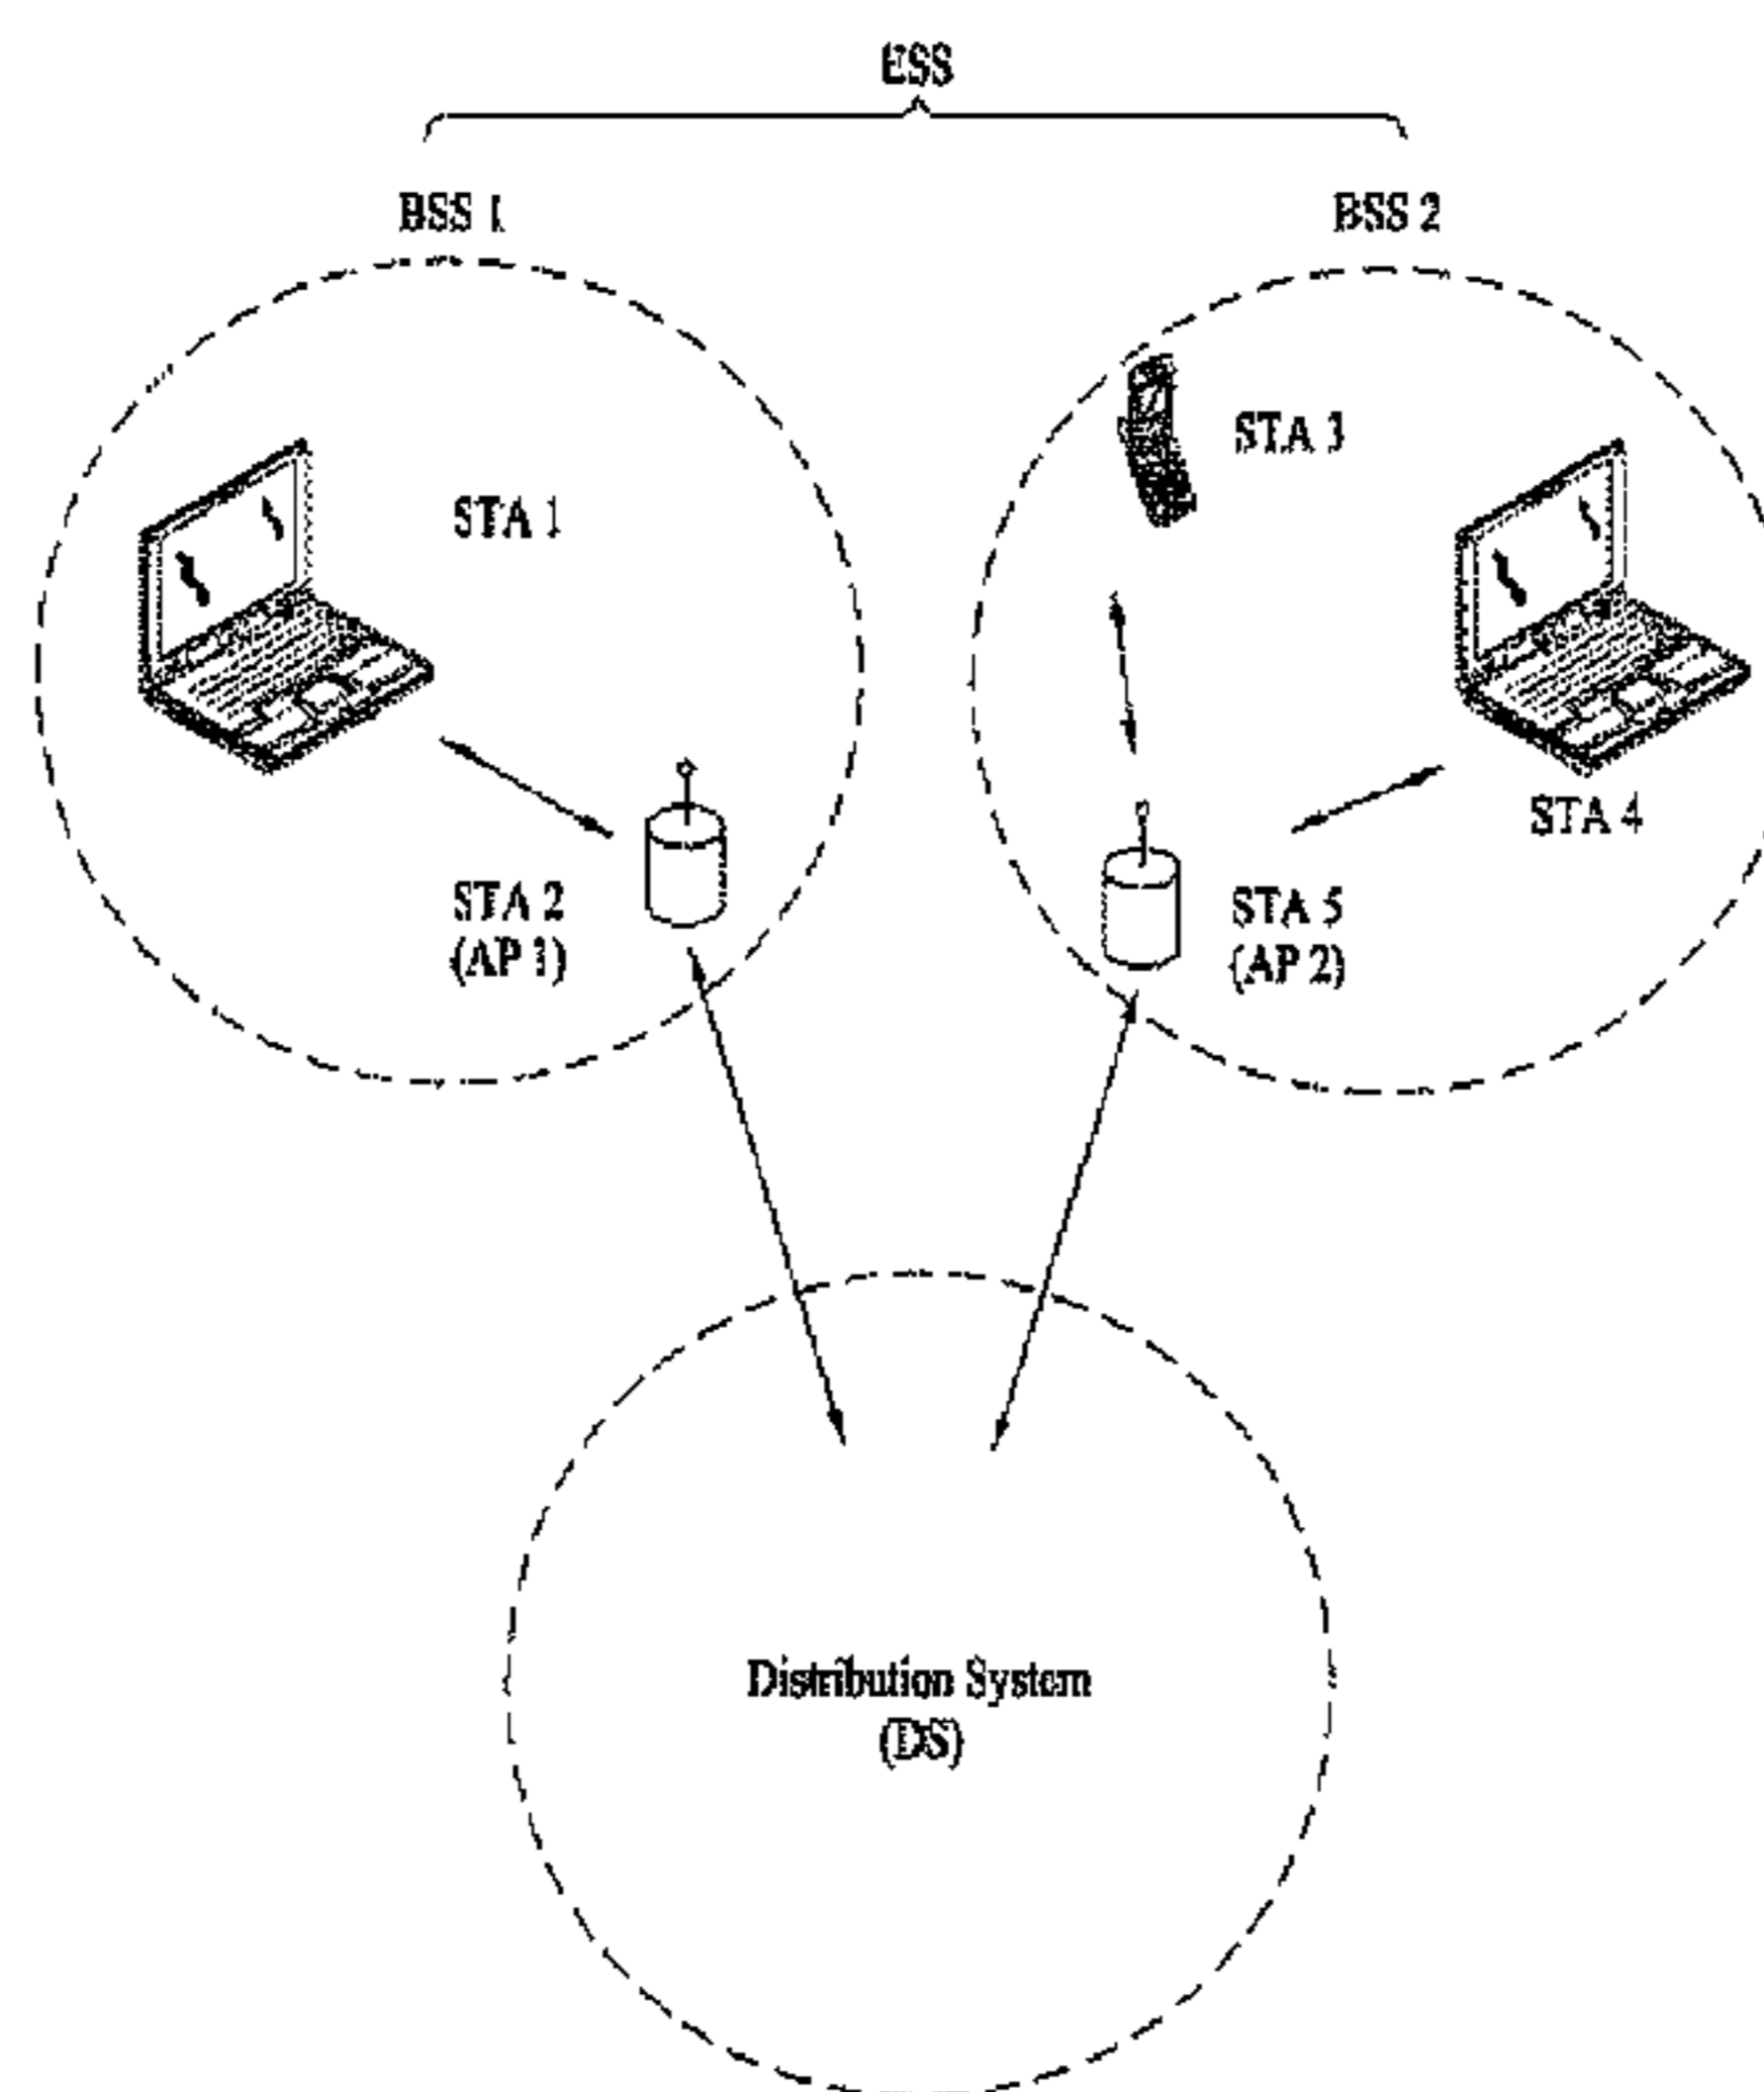 ESS
BSS 1
BSS 2
STA 3
STA 1
STA 4
STA 2
(AP 1)
STA 5
(AP 2)
Distribution System
(DS)